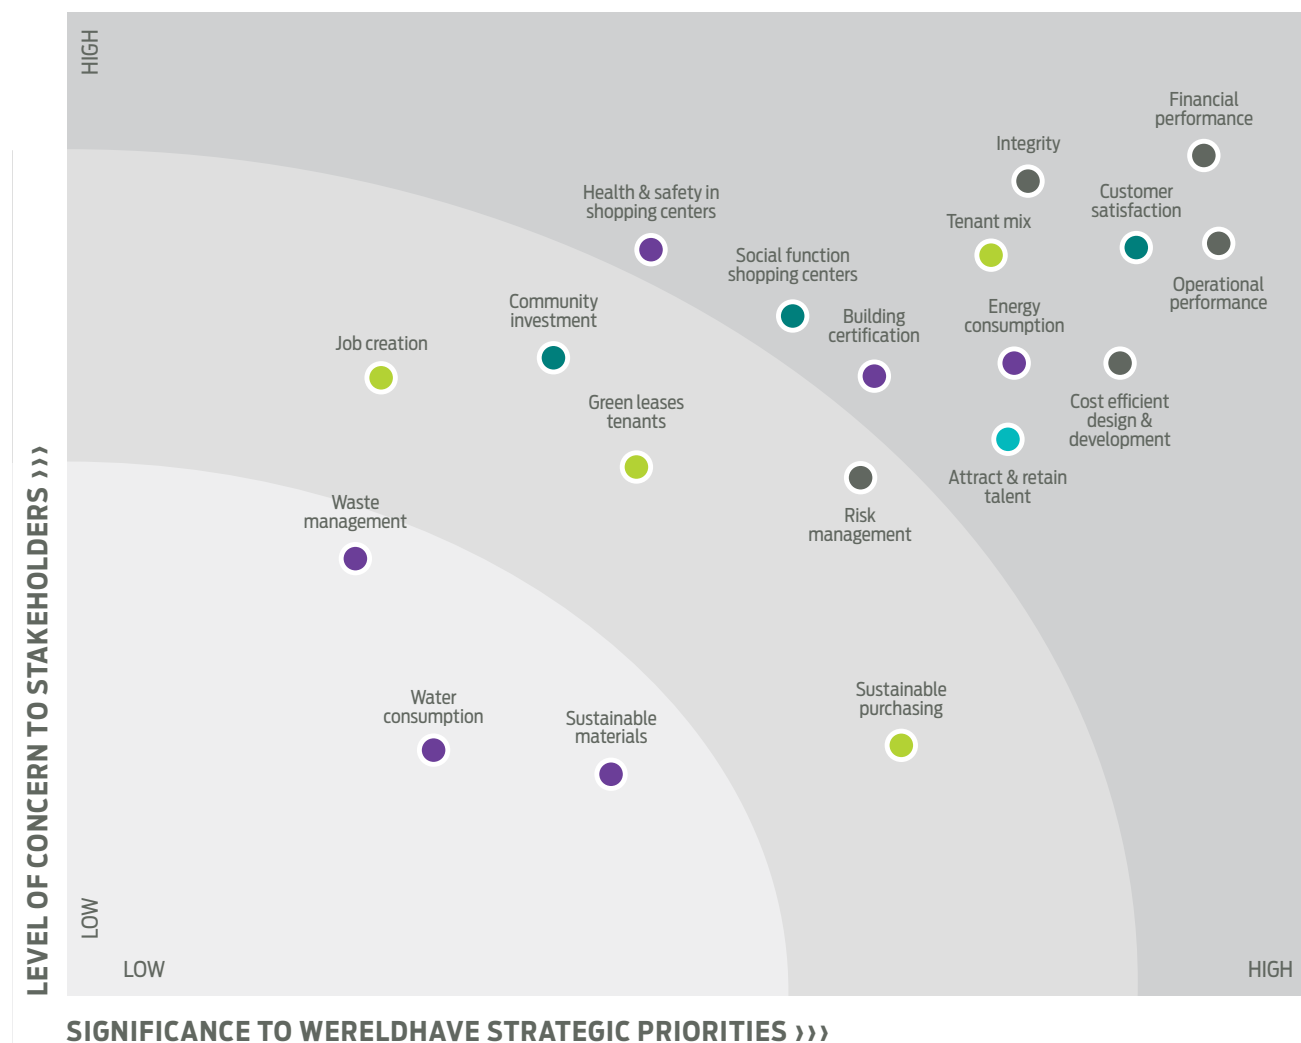 HIGH
Financial
performance
Integrity
Health & safety in
shopping centers
Customer
satisfaction
Tenant mix
Social function
shopping centers
Operational
performance
Community
investment
Building
certification
Energy
consumption
Job creation
Green leases
tenants
Cost efficient
design &
development
Attract & retain
talent
Waste
management
Risk
management
Water
consumption
Sustainable
materials
Sustainable
purchasing
LOW
LOW
HIGH
LEVEL OF CONCERN TO STAKEHOLDERS ›››
SIGNIFICANCE TO WERELDHAVE STRATEGIC PRIORITIES ›››